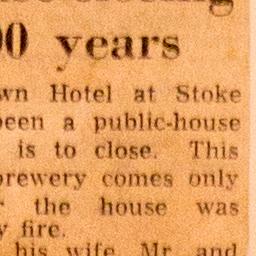 00 years
wn Hotel at Stoke
been a public-house
is to close. This
brewery comes only
the house was
y fire.
his wife Mr. and